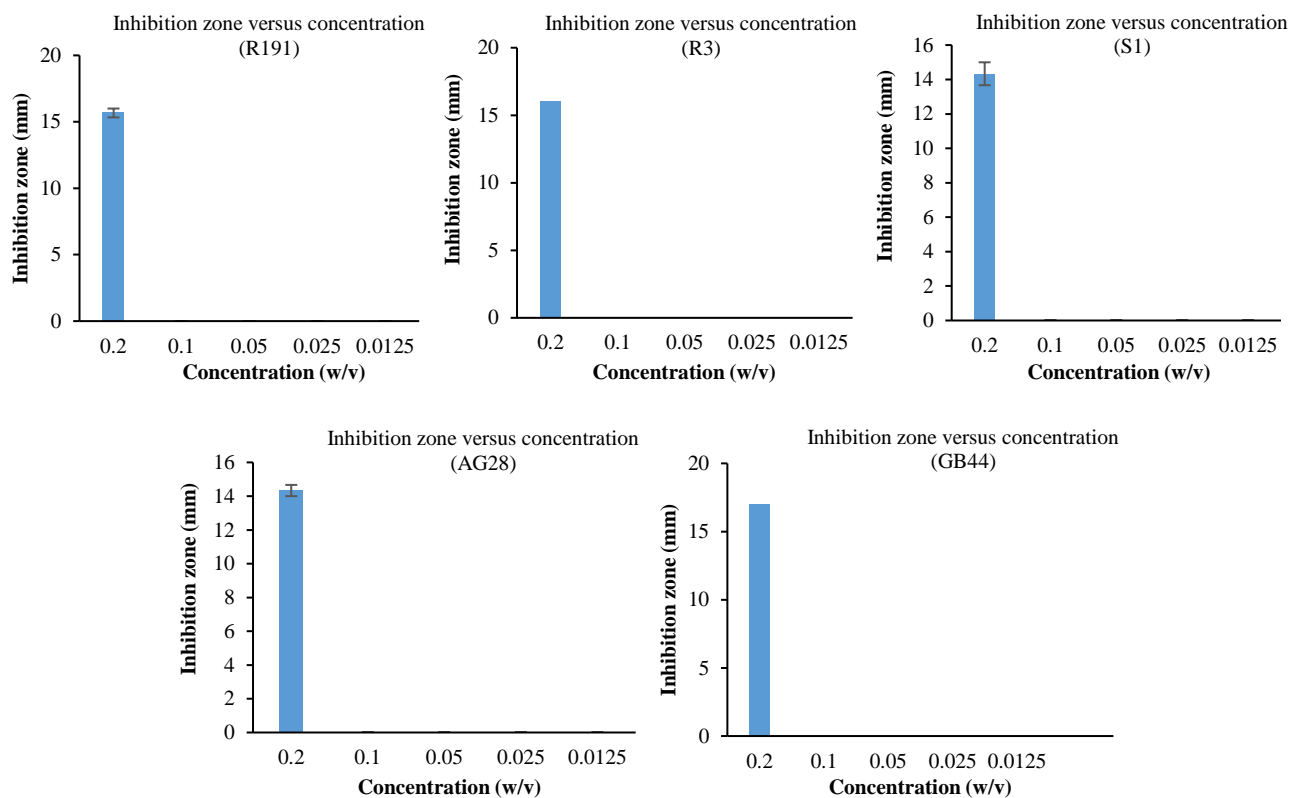 Inhibition zone versus concentration
(R191)
20
15
10
5
0
Inhibition zone (mm)
0.2 0.1 0.05 0.025 0.0125
Concentration (w/v)
Inhibition zone versus concentration
(R3)
20
15
10
5
0
Inhibition zone (mm)
0.2 0.1 0.05 0.025 0.0125
Concentration (w/v)
Inhibition zone versus concentration
(S1)
16
14
12
10
8
6
4
2
0
Inhibition zone (mm)
0.2 0.1 0.05 0.025 0.0125
Concentration (w/v)
Inhibition zone versus concentration
(AG28)
16
14
12
10
8
6
4
2
0
Inhibition zone (mm)
0.2 0.1 0.05 0.025 0.0125
Concentration (w/v)
Inhibition zone versus concentration
(GB44)
20
15
10
5
0
Inhibition zone (mm)
0.2 0.1 0.05 0.025 0.0125
Concentration (w/v)